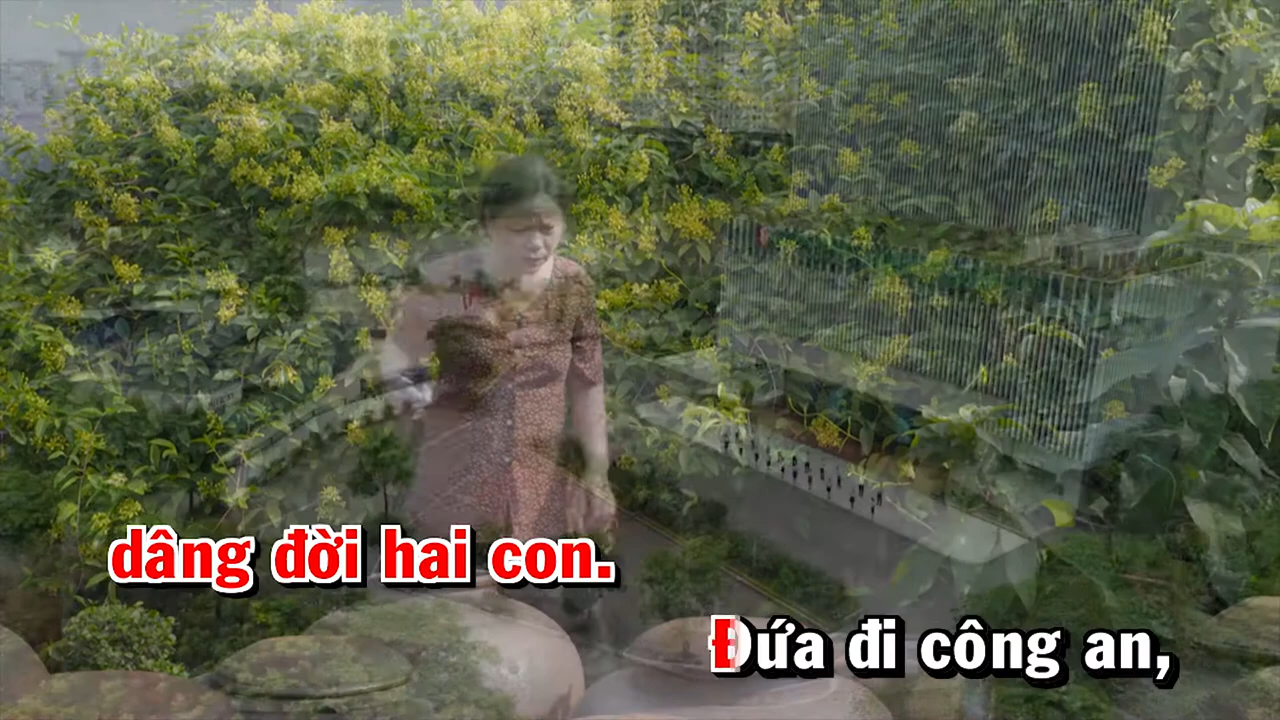 dâng đời hai con.
Đứa đi công an,